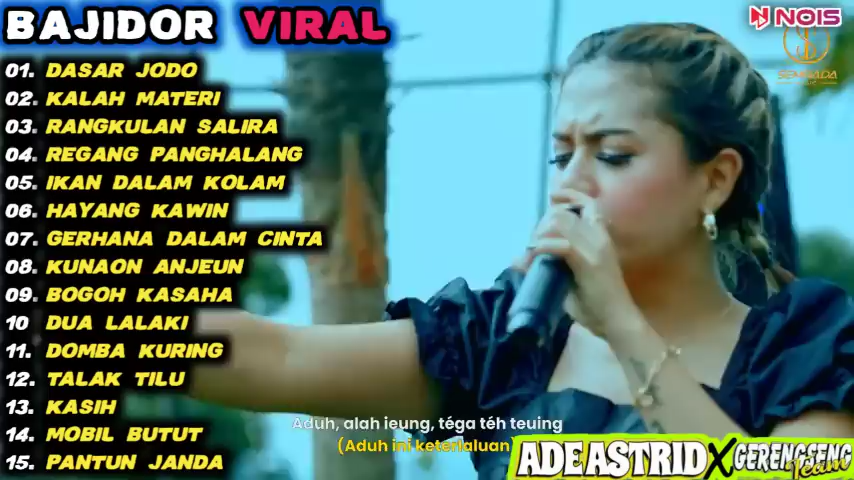 BAJIDOR VIRAL
NOIS
01. DASAR JODO
02. KALAH MATERI
03. RANGKULAN SALIRA
04. REGANG PANGHALANG
05. IKAN DALAM KOLAM
06. HAYANG KAWIN
07. GERHANA DALAM CINTA
08. KUNAON ANJEUN
09. BOGOH KASAHA
10 DUA LALAKI
11. DOMBA KURING
12. TALAK TILU
13. KASIH
14. MOBIL BUTUT
15. PANTUN JANDA
Aduh, alah ieung, téga téh teuing
(Aduh ini keterlaluan)
ADE ASTRID X GERENGSENG Team